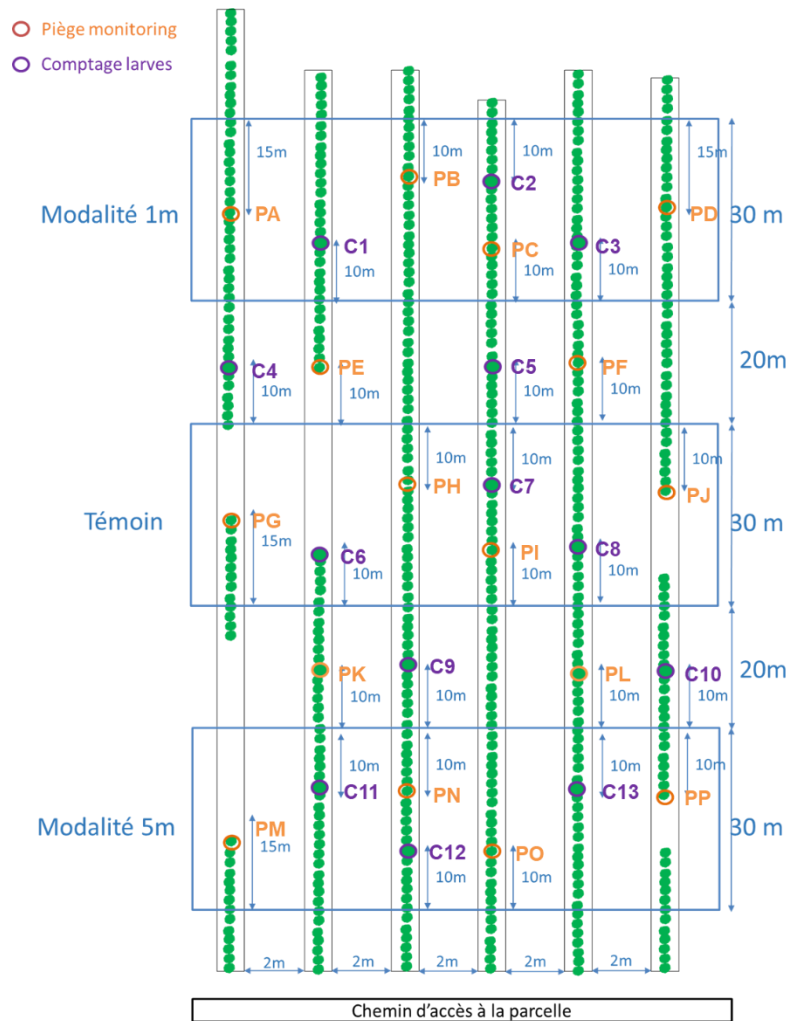 Piège monitoring
Comptage larves
15m
10m
10m
15m
PB
C2
Modalité 1m
PA
PD
30 m
C1
PC
C3
10m
10m
10m
C4
PE
C5
PF
20m
10m
10m
10m
10m
10m
10m
10m
PH
C7
PJ
Témoin
PG
30 m
15m
C6
PI
C8
10m
10m
10m
PK
C9
PL
C10
20m
10m
10m
10m
10m
10m
10m
10m
10m
C11
PN
C13
PP
Modalité 5m
PM
30 m
15m
C12
PO
10m
10m
2m
2m
2m
2m
2m
Chemin d'accès à la parcelle